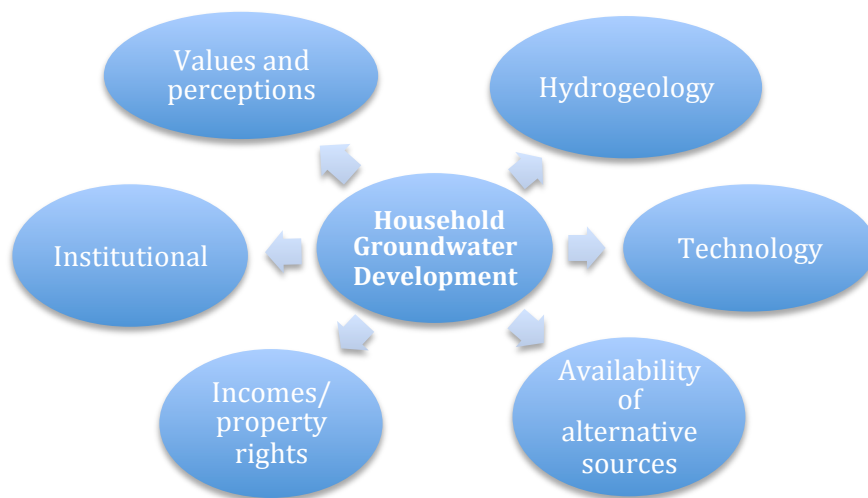 Values and
perceptions
Hydrogeology
Household
Groundwater
Development
Institutional
Technology
Incomes/
property
rights
Availability
of
alternative
sources